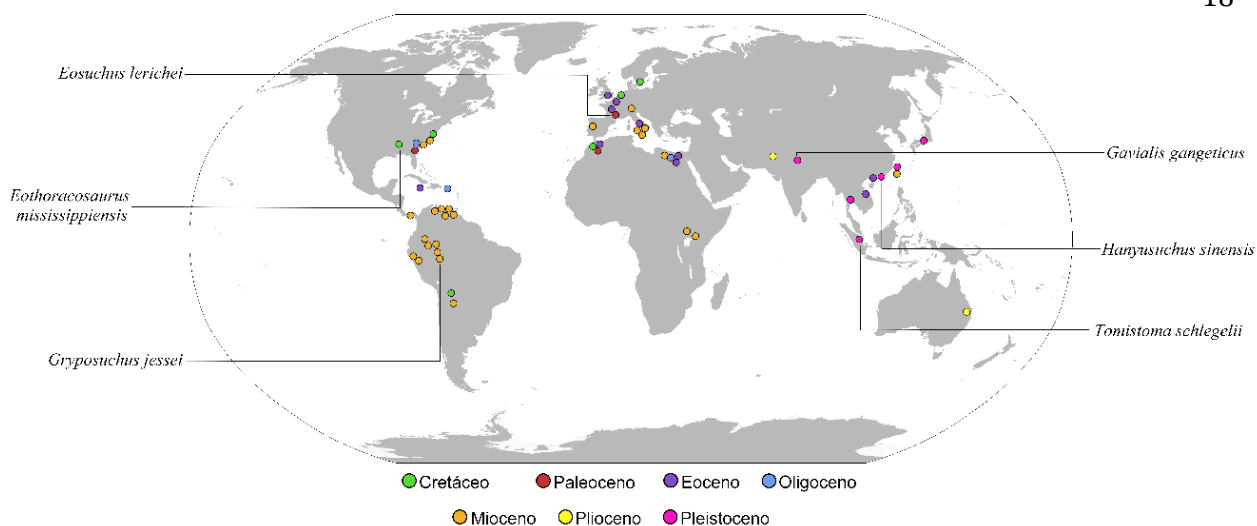 18
Eosuchus lerichei
Gavialis gangeticus
Eothoracosaurus
mississippiensis
Hanyusuchus sinensis
Tomistoma schlegelii
Gryposuchus jessei
Cretáceo Paleoceno Eoceno Oligoceno
Mioceno Plioceno Pleistoceno